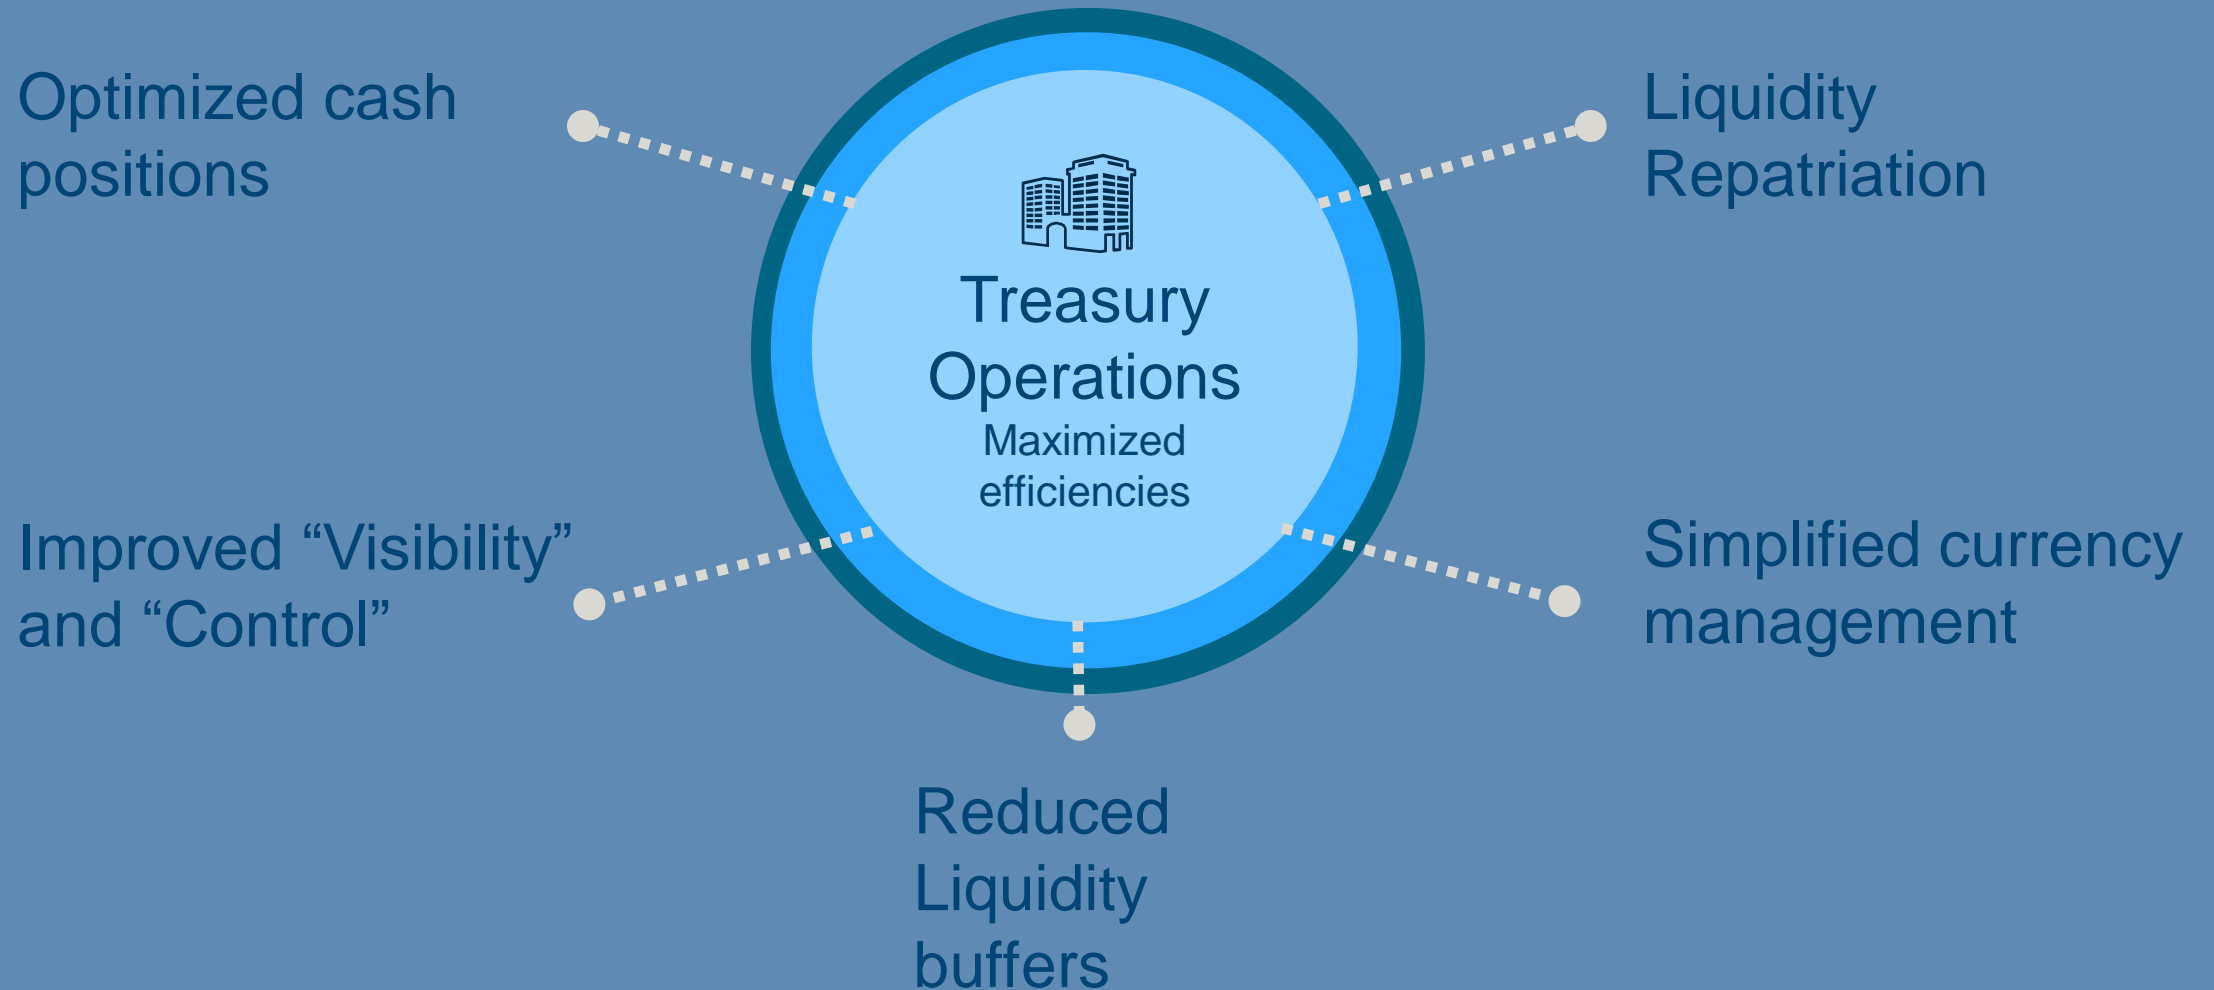 Optimized cash
positions
Liquidity
Repatriation
Treasury
Operations
Maximized
efficiencies
Improved “Visibility”
and “Control”
Simplified currency
management
Reduced
Liquidity
buffers